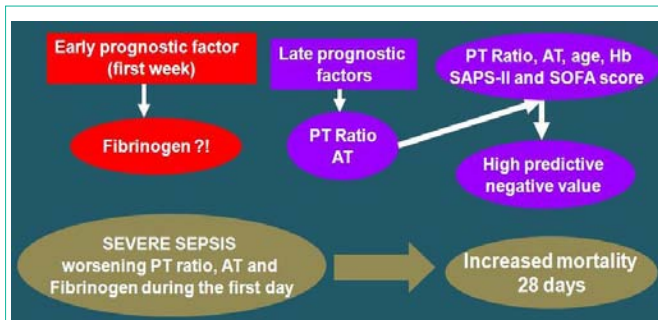 Early prognostic factor
(first week)
Fibrinogen ?!
Late prognostic
factors
PT Ratio
AT
PT Ratio, AT, age, Hb
SAPS-II and SOFA score
High predictive
negative value
SEVERE SEPSIS
worsening PT ratio, AT and
Fibrinogen during the first day
Increased mortality
28 days